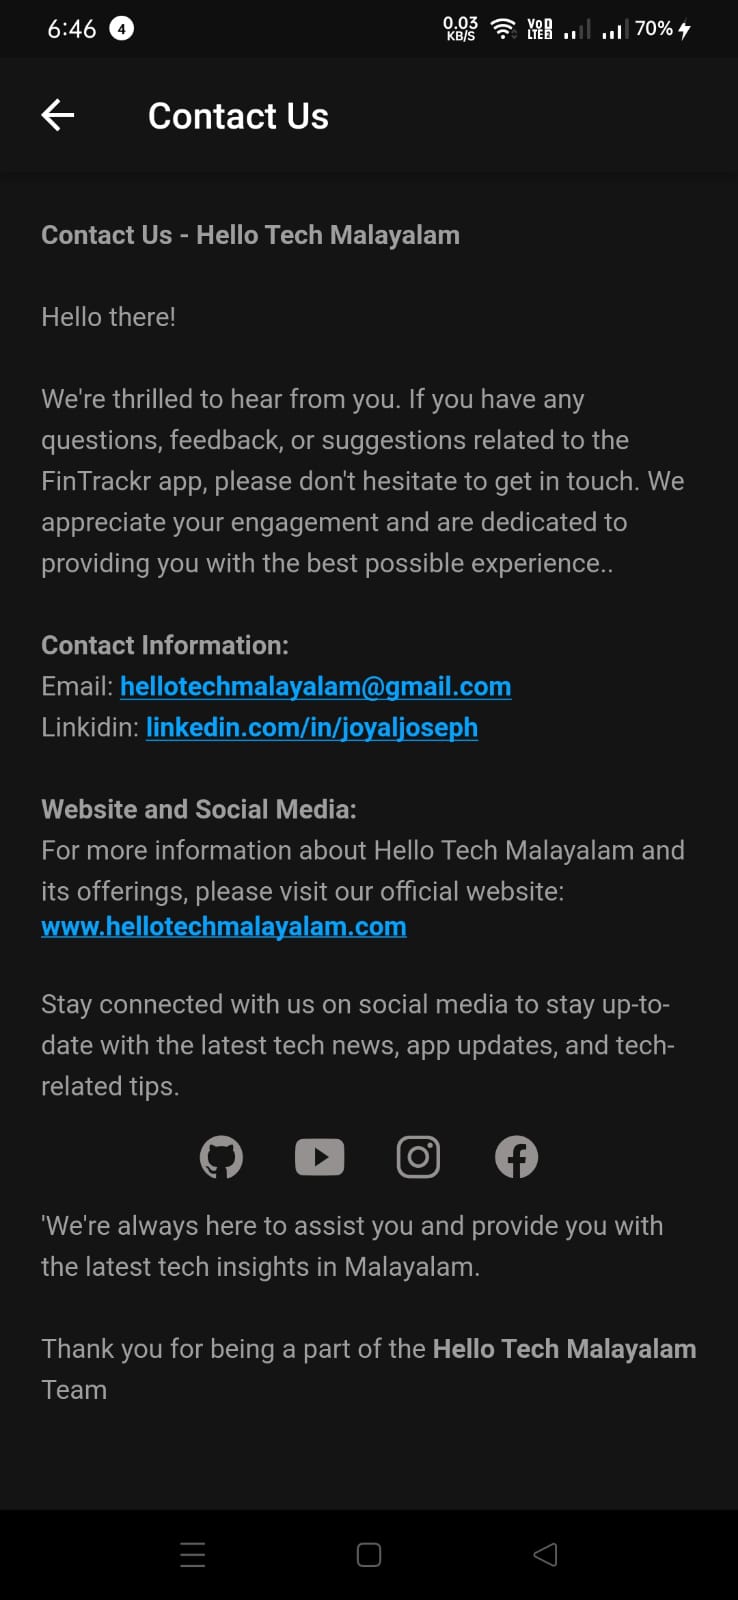 6:46 4 0.03 KB/S VoD LTE2 70%
Contact Us
Contact Us - Hello Tech Malayalam
Hello there!
We're thrilled to hear from you. If you have any
questions, feedback, or suggestions related to the
FinTrackr app, please don't hesitate to get in touch. We
appreciate your engagement and are dedicated to
providing you with the best possible experience..
Contact Information:
Email: hellotechmalayalam@gmail.com
Linkidin: linkedin.com/in/joyaljoseph
Website and Social Media:
For more information about Hello Tech Malayalam and
its offerings, please visit our official website:
www.hellotechmalayalam.com
Stay connected with us on social media to stay up-to-
date with the latest tech news, app updates, and tech-
related tips.
'We're always here to assist you and provide you with
the latest tech insights in Malayalam.
Thank you for being a part of the Hello Tech Malayalam
Team